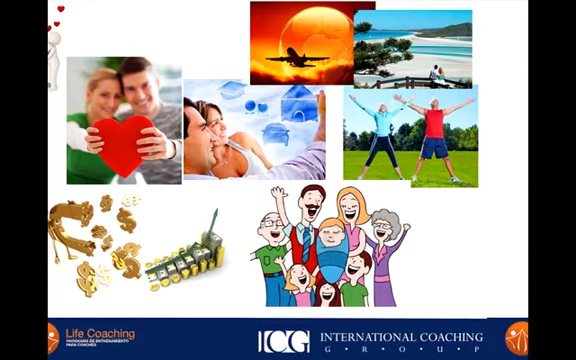 Life Coaching
PROGRAMA DE ENTRENAMIENTO
PARA COACHES
ICG
INTERNATIONAL COACHING
G • R • O • U • P